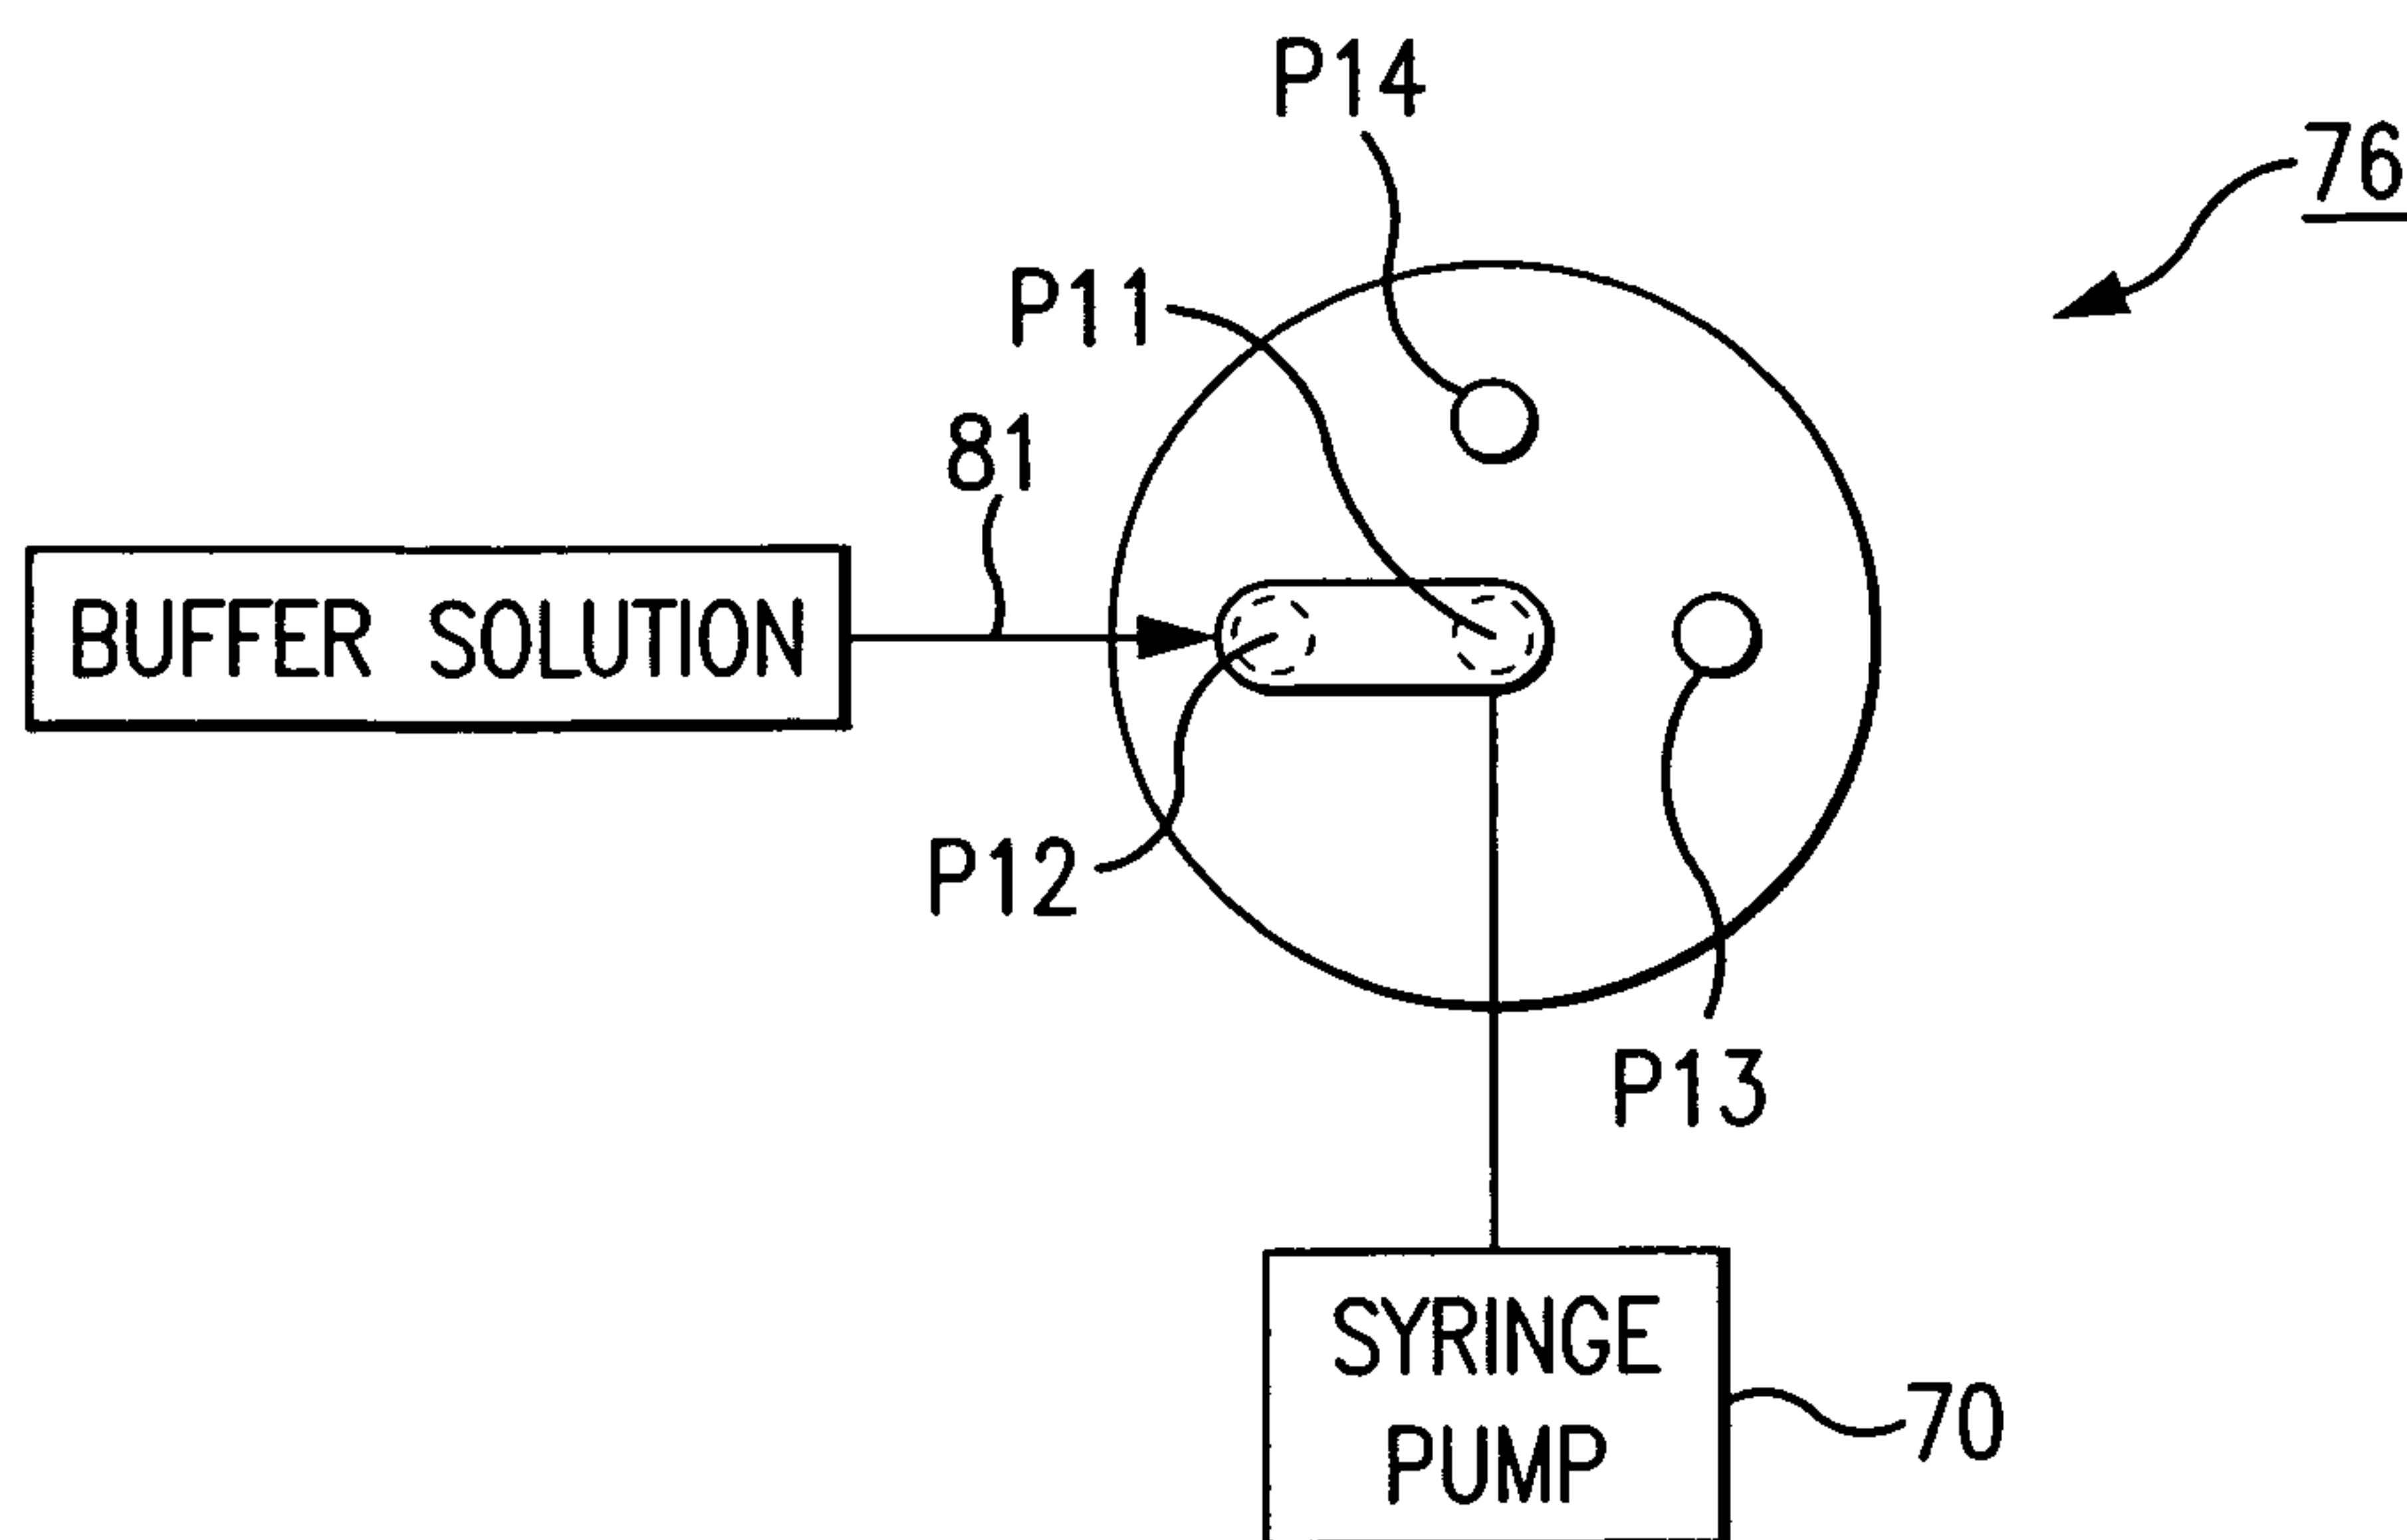 P14
76
P11
81
BUFFER SOLUTION
P12
P13
SYRINGE
PUMP
70